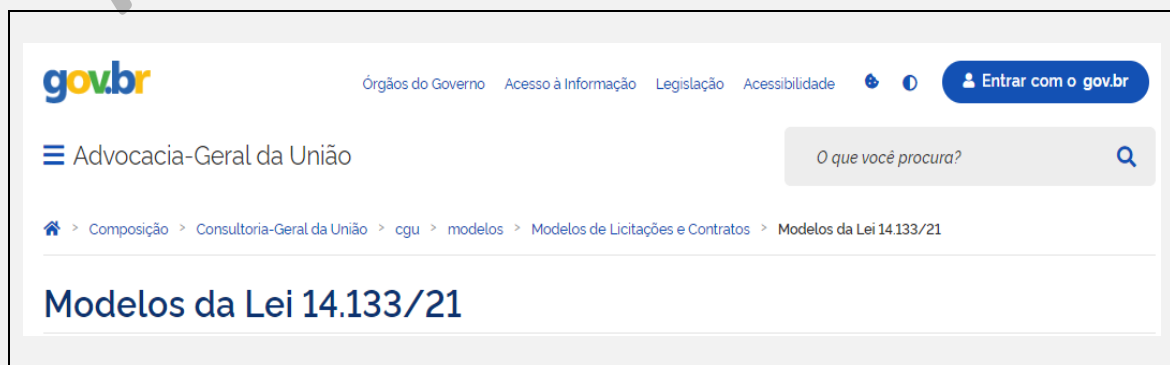 gov.br
Órgãos do Governo Acesso à Informação Legislação Acessibilidade Entrar com o gov.br
Advocacia-Geral da União
O que você procura?
> Composição > Consultoria-Geral da União > cgu > modelos > Modelos de Licitações e Contratos > Modelos da Lei 14.133/21
Modelos da Lei 14.133/21